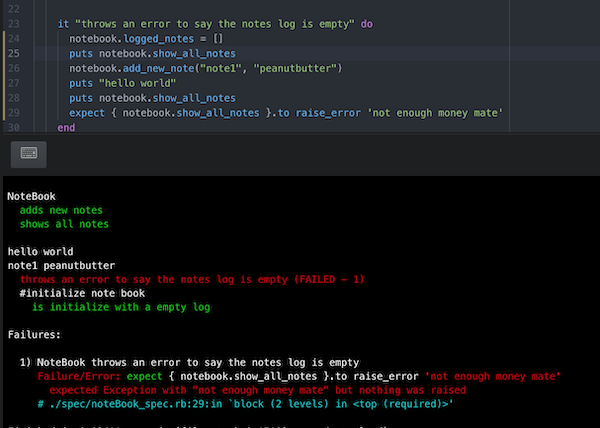 22
23 it "throws an error to say the notes log is empty" do
24 notebook.logged_notes = []
25 puts notebook.show_all_notes
26 notebook.add_new_note("note1", "peanutbutter")
27 puts "hello world"
28 puts notebook.show_all_notes
29 expect { notebook.show_all_notes }.to raise_error 'not enough money mate'
30 end
NoteBook
adds new notes
shows all notes
hello world
note1 peanutbutter
throws an error to say the notes log is empty (FAILED - 1)
#initialize note book
is initialize with a empty log
Failures:
1) NoteBook throws an error to say the notes log is empty
Failure/Error: expect { notebook.show_all_notes }.to raise_error 'not enough money mate'
expected Exception with "not enough money mate" but nothing was raised
# ./spec/noteBook_spec.rb:29:in `block (2 levels) in <top (required)>'